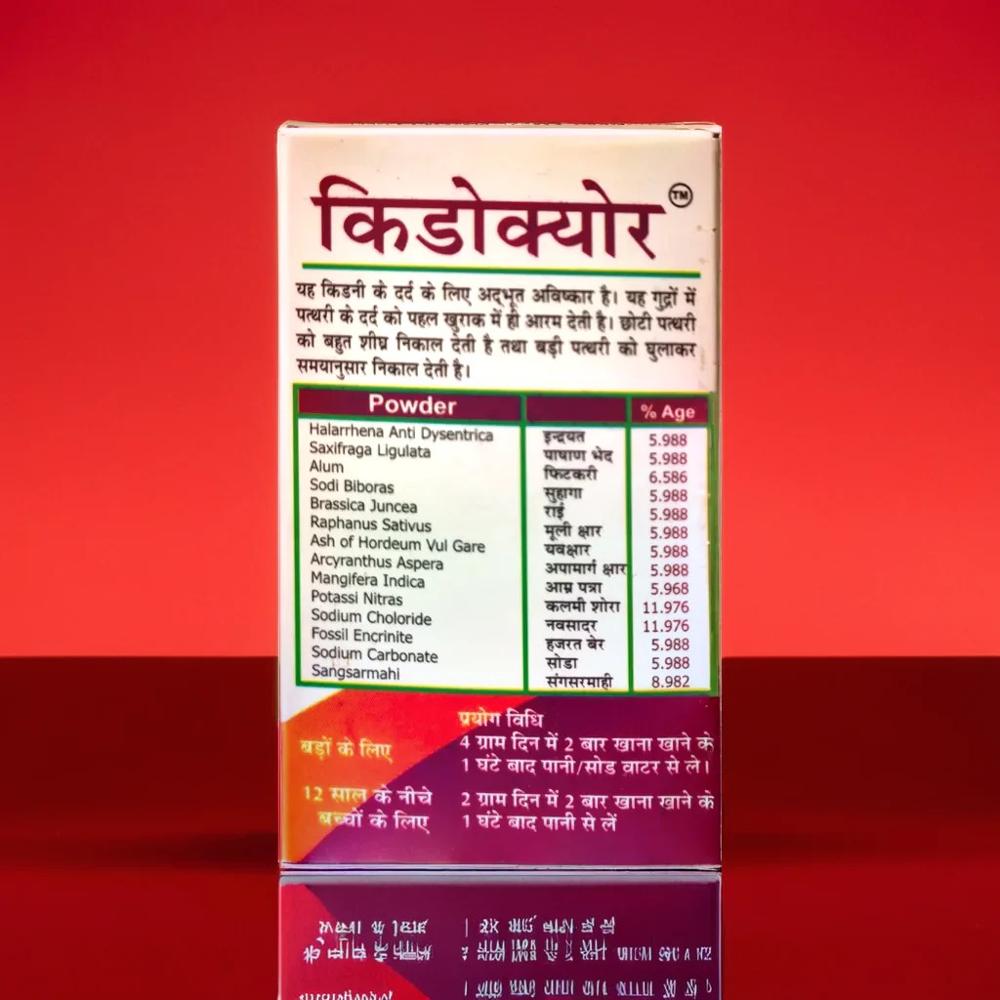 किडोक्योर TM
यह किडनी के दर्द के लिए अद्भूत अविष्कार है। यह गुद्रों में
पत्थरी के दर्द को पहल खुराक में ही आरम देती है। छोटी पत्थरी
को बहुत शीघ्र निकाल देती है तथा बड़ी पत्थरी को घुलाकर
समयानुसार निकाल देती है।
Powder % Age
Halarrhena Anti Dysentrica इन्द्रयत 5.988
Saxifraga Ligulata पाषाण भेद 5.988
Alum फिटकरी 6.586
Sodi Biboras सुहागा 5.988
Brassica Juncea राई 5.988
Raphanus Sativus मूली क्षार 5.988
Ash of Hordeum Vul Gare यवक्षार 5.988
Arcyranthus Aspera अपामार्ग क्षार 5.988
Mangifera Indica आम्र पत्रा 5.968
Potassi Nitras कलमी शोरा 11.976
Sodium Choloride नवसादर 11.976
Fossil Encrinite हजरत बेर 5.988
Sodium Carbonate सोडा 5.988
Sangsarmahi संगसरमाही 8.982
प्रयोग विधि
बड़ों के लिए 4 ग्राम दिन में 2 बार खाना खाने के
1 घंटे बाद पानी/सोड वाटर से ले।
12 साल के नीचे 2 ग्राम दिन में 2 बार खाना खाने के
बच्चों के लिए 1 घंटे बाद पानी से लें